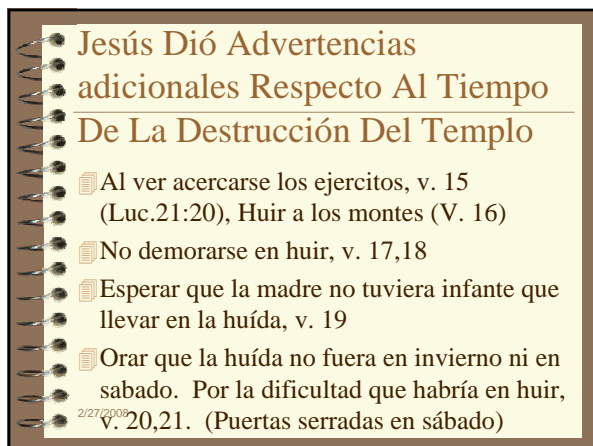 Jesús Dió Advertencias
adicionales Respecto Al Tiempo
De La Destrucción Del Templo
Al ver acercarse los ejercitos, v. 15
(Luc.21:20), Huir a los montes (V. 16)
No demorarse en huir, v. 17,18
Esperar que la madre no tuviera infante que
llevar en la huída, v. 19
Orar que la huída no fuera en invierno ni en
sabado.  Por la dificultad que habría en huir,
v. 20,21.  (Puertas serradas en sábado)
2/27/2008